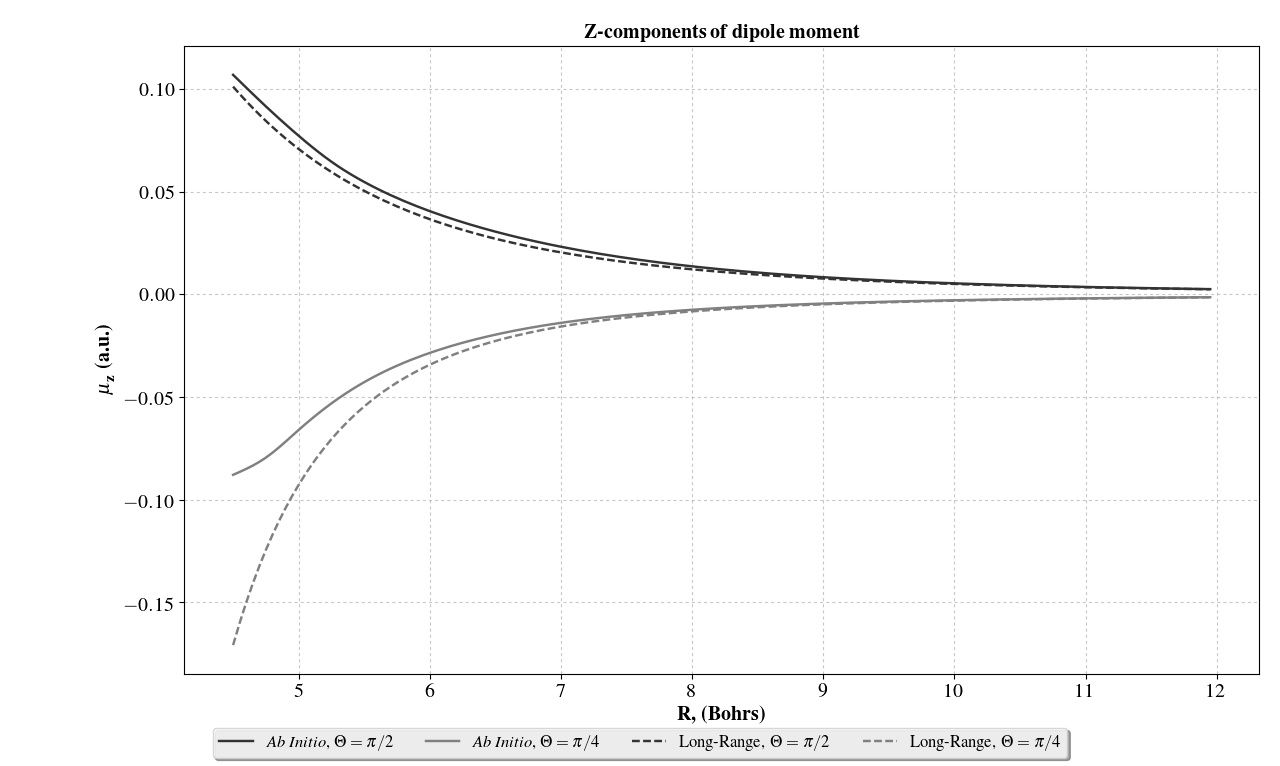 Z-components of dipole moment
0.10
0.05
0.00
−0.05
−0.10
−0.15
μz (a.u.)
5 6 7 8 9 10 11 12
R, (Bohrs)
Ab Initio, Θ = π/2 Ab Initio, Θ = π/4 Long-Range, Θ = π/2 Long-Range, Θ = π/4